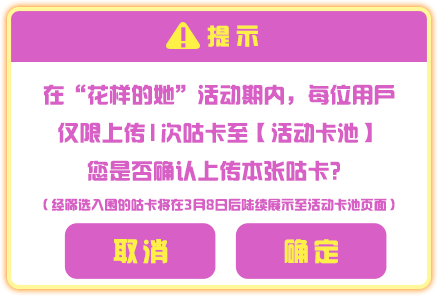 提示
在“花样的她”活动期内，每位用户
仅限上传1次咕卡至【活动卡池】
您是否确认上传本张咕卡？
（经筛选入围的咕卡将在3月8日后陆续展示至活动卡池页面）
取消 确定